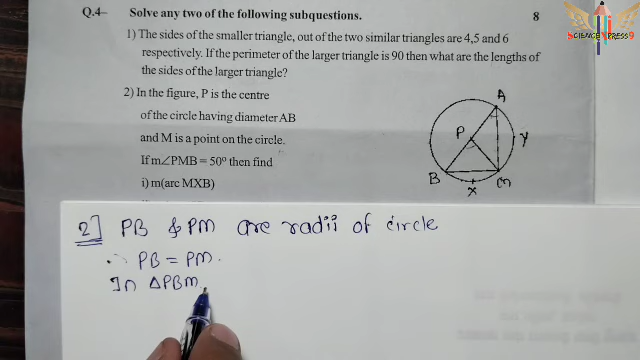 SCIENCEXPRESS9
Q.4– Solve any two of the following subquestions. 8
1) The sides of the smaller triangle, out of the two similar triangles are 4,5 and 6
respectively. If the perimeter of the larger triangle is 90 then what are the lengths of
the sides of the larger triangle?
2) In the figure, P is the centre
of the circle having diameter AB
and M is a point on the circle.
If m∠PMB = 50° then find
i) m(arc MXB)
A
P
Y
B
M
X
2] PB & PM are radii of circle
∴ PB = PM.
In △PBM